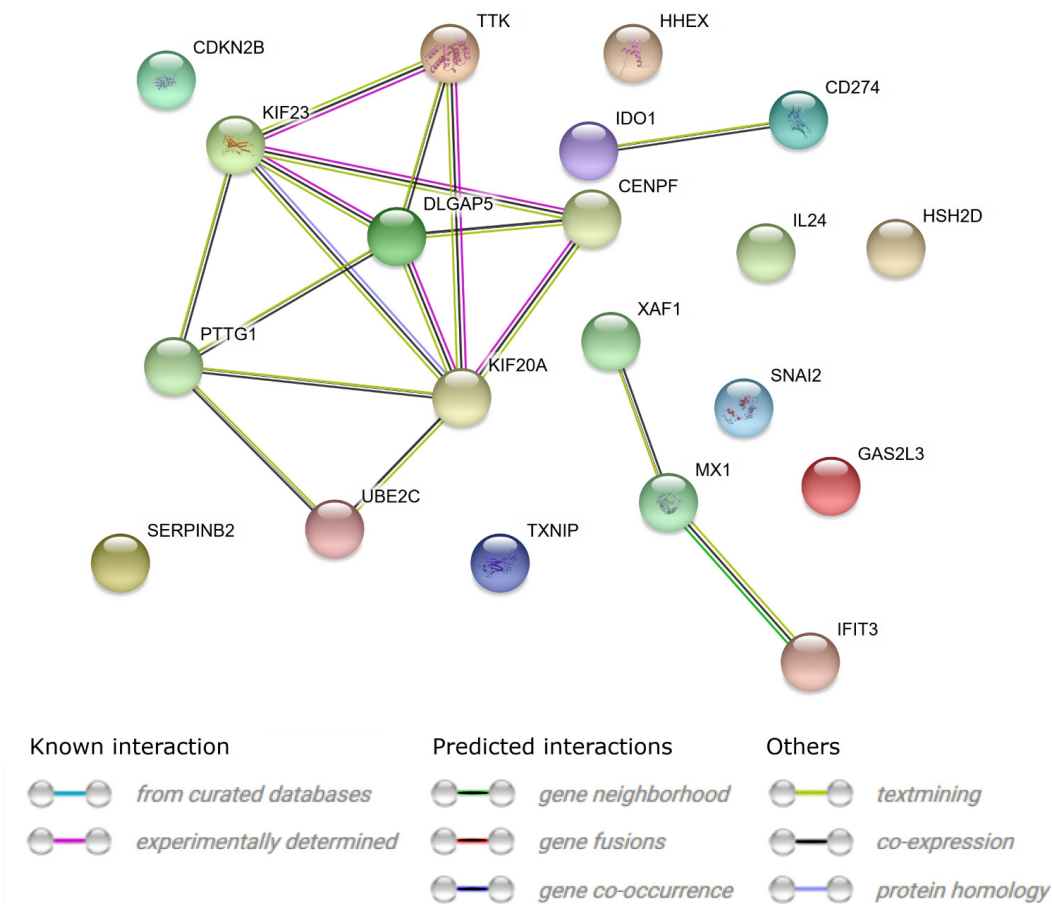 TTK
HHEX
CDKN2B
CD274
KIF23
IDO1
CENPF
DLGAP5
IL24
HSH2D
XAF1
PTTG1
KIF20A
SNAI2
GAS2L3
MX1
UBE2C
SERPINB2
TXNIP
IFIT3
Known interaction
Predicted interactions
Others
from curated databases
gene neighborhood
textmining
experimentally determined
gene fusions
co-expression
gene co-occurrence
protein homology